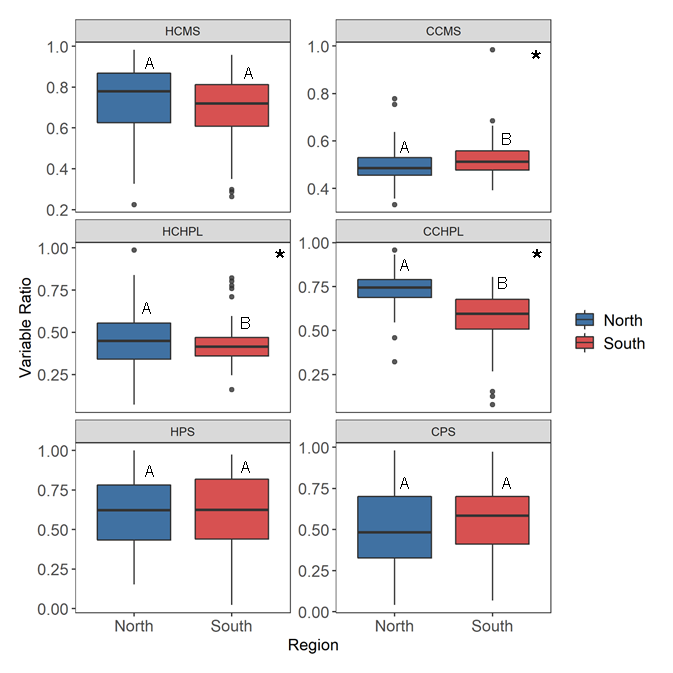 HCMS
CCMS
1.0
0.8
0.6
0.4
0.2
A
A
1.0
0.8
0.6
0.4
A
B
*
HCHPL
CCHPL
1.00
0.75
0.50
0.25
A
B
*
1.00
0.75
0.50
0.25
A
B
*
HPS
CPS
1.00
0.75
0.50
0.25
0.00
A
A
1.00
0.75
0.50
0.25
0.00
A
A
North
South
North
South
Region
Variable Ratio
North
South